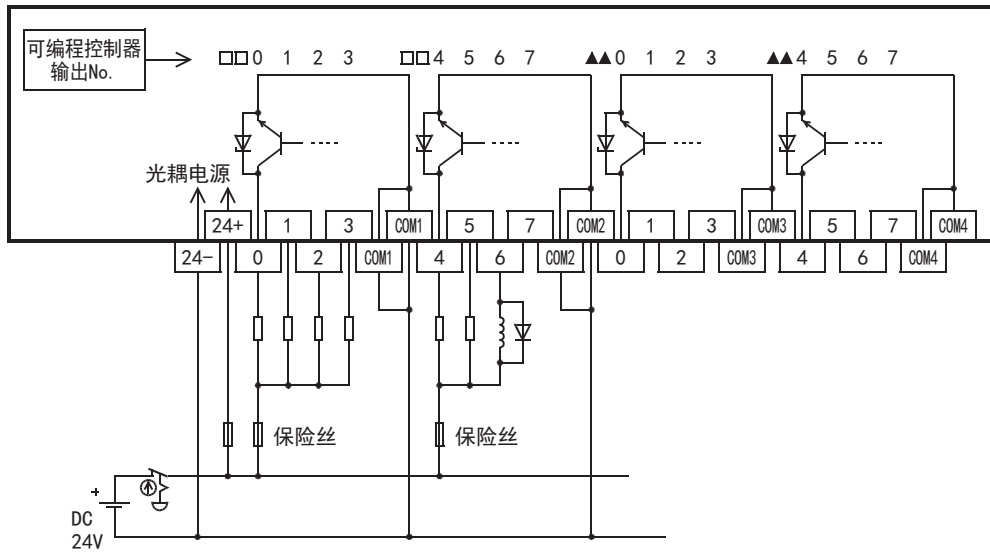 可编程控制器
输出No.
□□0 1 2 3 □□4 5 6 7 ▲▲0 1 2 3 ▲▲4 5 6 7
光耦电源
24+ 1 3 COM1 5 7 COM2 1 3 COM3 5 7 COM4
24- 0 2 COM1 4 6 COM2 0 2 COM3 4 6 COM4
保险丝 保险丝
+
DC
24V